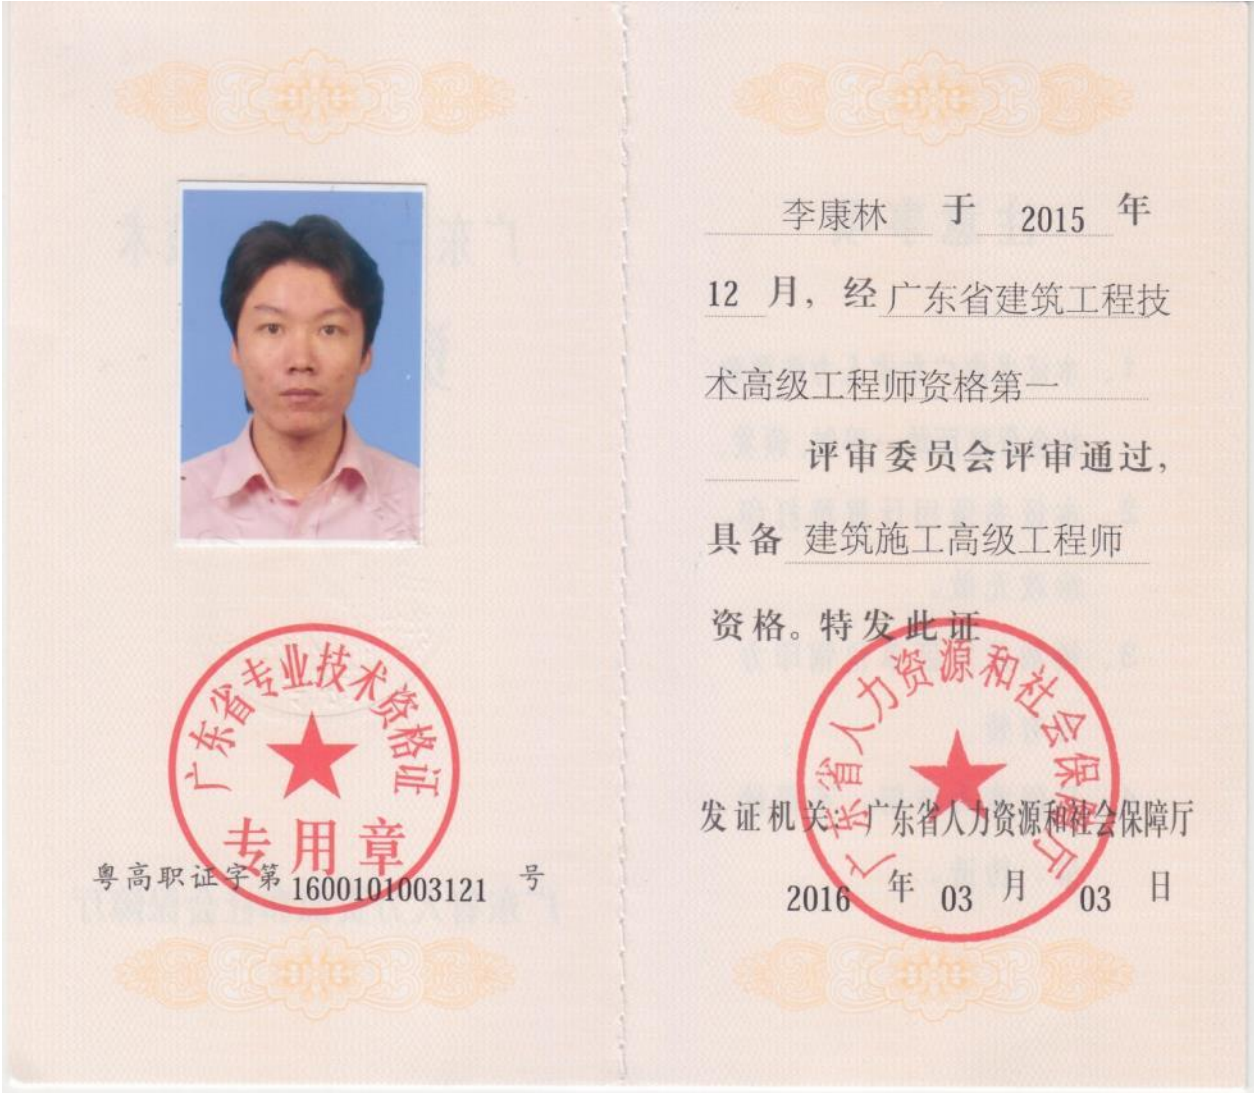 广东省专业技术资格证
专用章
粤高职证字第 1600101003121 号
李康林 于 2015 年
12 月，经 广东省建筑工程技
术高级工程师资格第一
评审委员会评审通过，
具备 建筑施工高级工程师
资格。特发此证
广东省人力资源和社会保障厅
发证机关：广东省人力资源和社会保障厅
2016 年 03 月 03 日